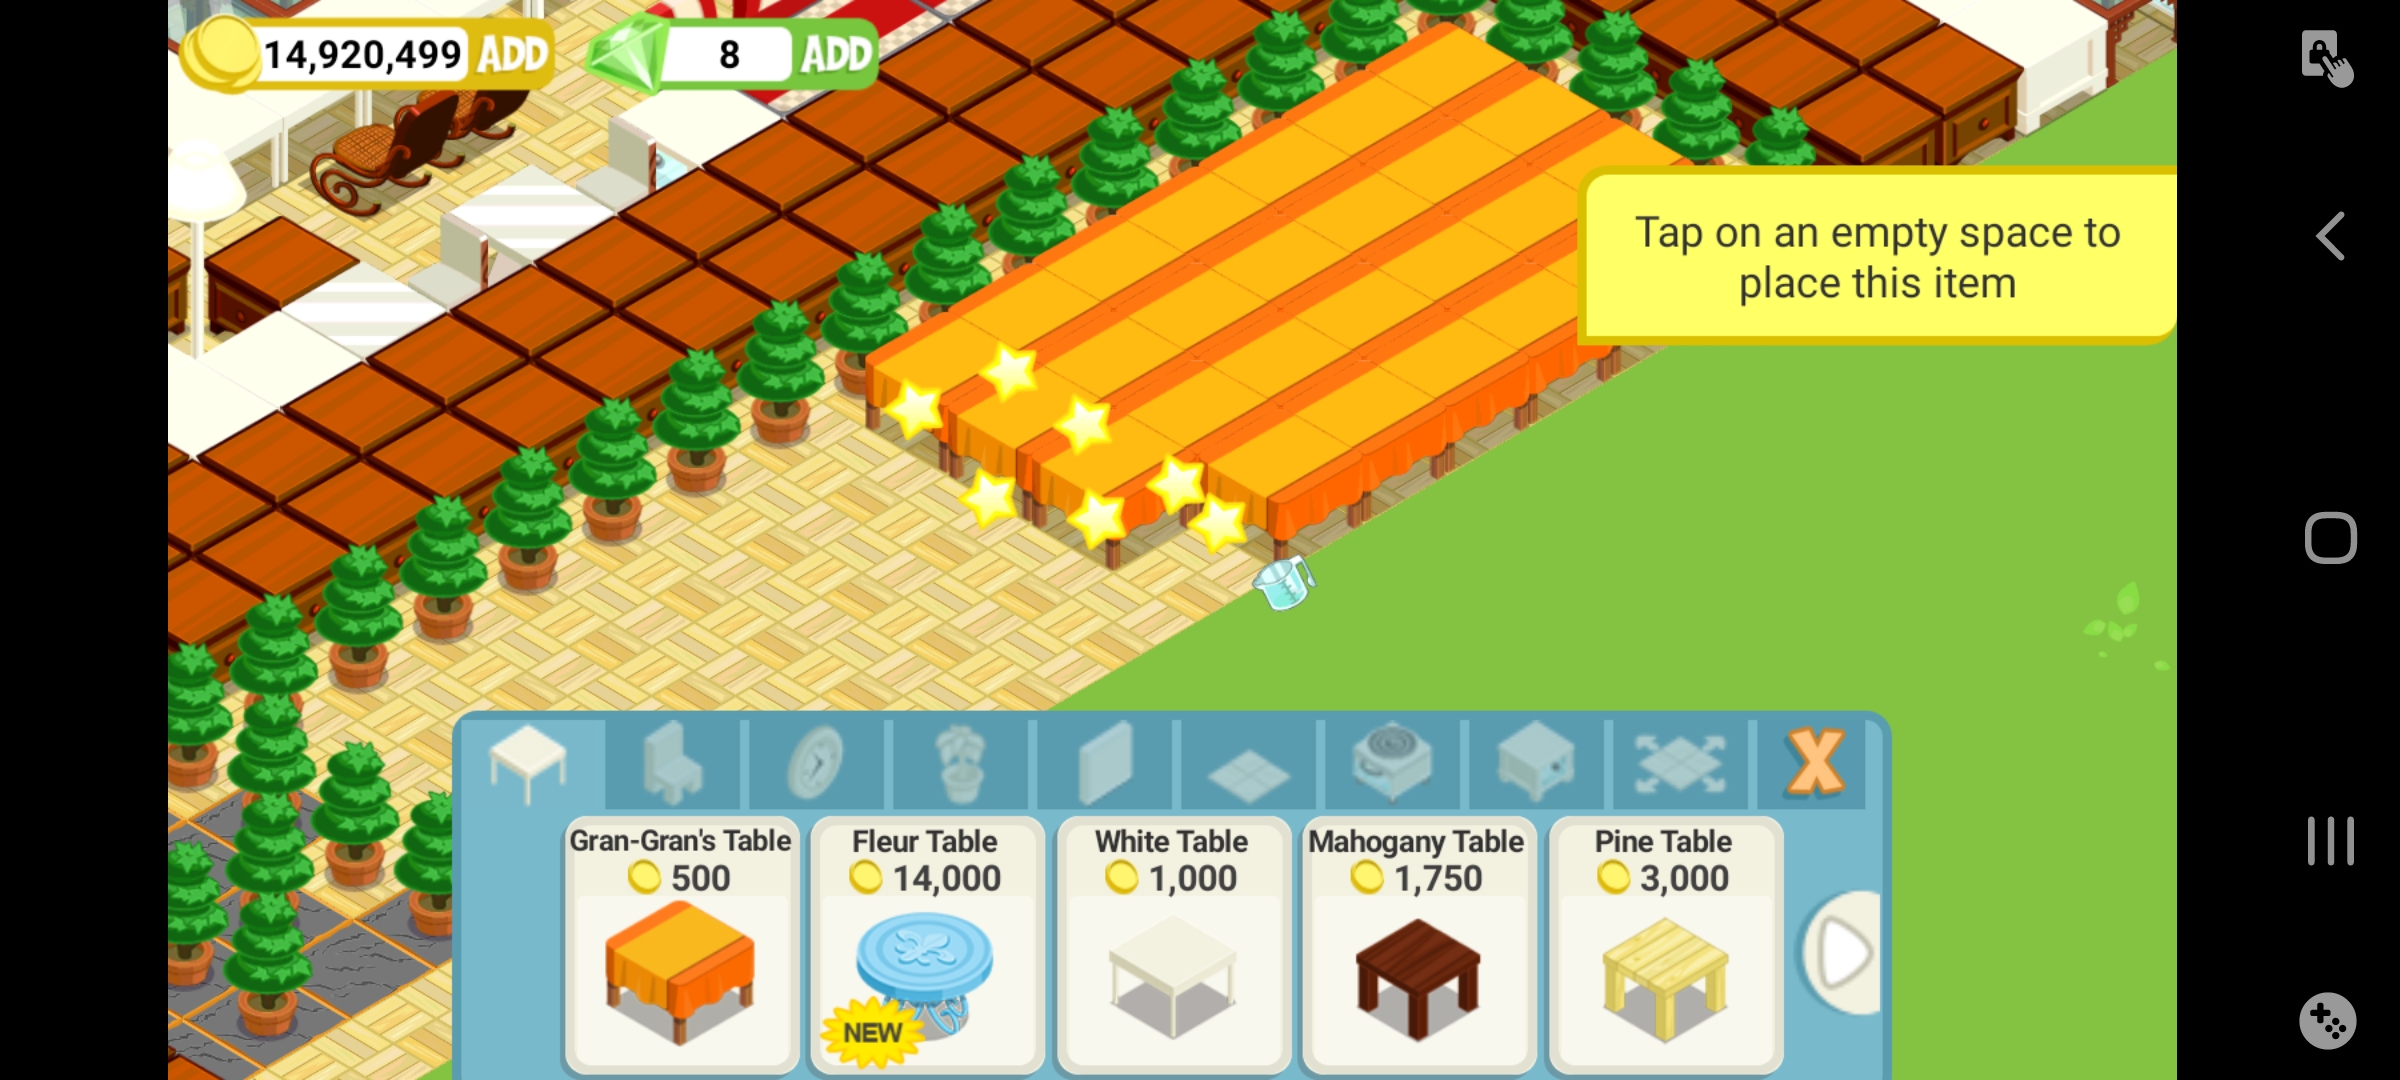 14,920,499 ADD
8 ADD
Tap on an empty space to
place this item
Gran-Gran's Table
500
Fleur Table
14,000
NEW
White Table
1,000
Mahogany Table
1,750
Pine Table
3,000